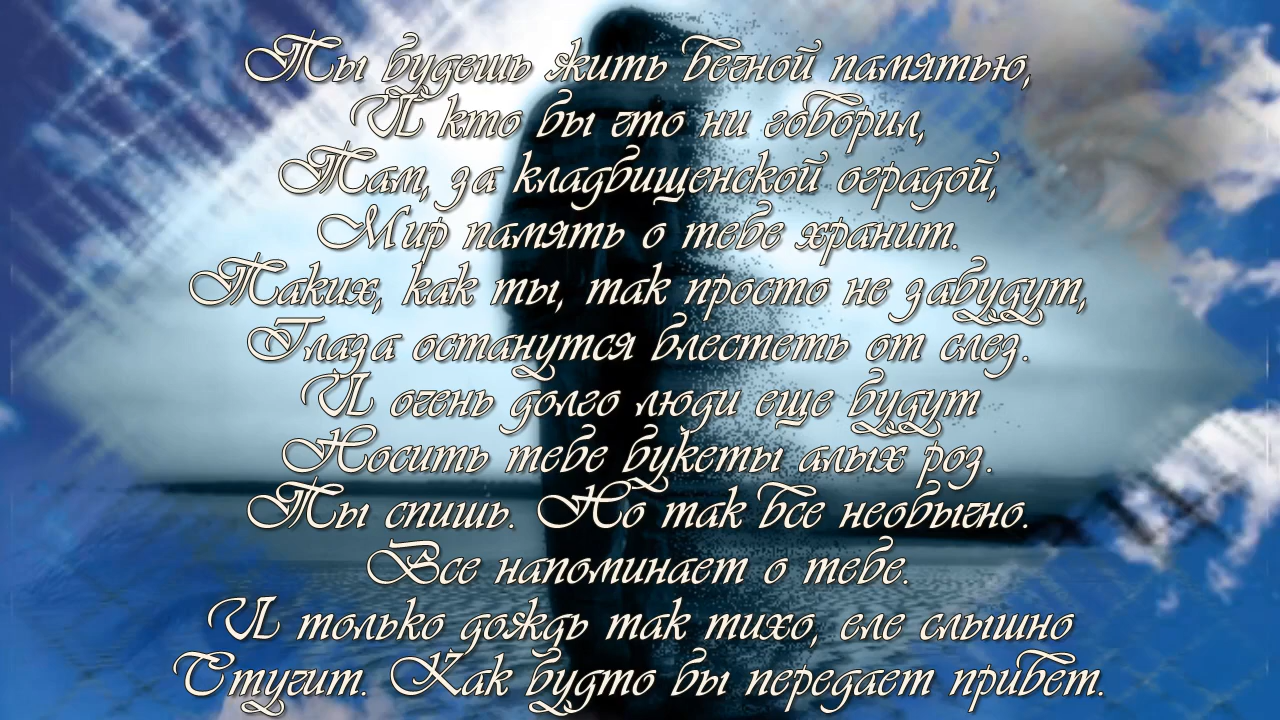 Ты будешь жить вечной памятью,
И кто бы что ни говорил,
Там, за кладбищенской оградой,
Мир память о тебе хранит.
Таких, как ты, так просто не забудут,
Глаза останутся блестеть от слез.
И очень долго люди еще будут
Носить тебе букеты алых роз.
Ты спишь. Но так все необычно.
Все напоминает о тебе.
И только дождь так тихо, еле слышно
Стучит. Как будто бы передает привет.